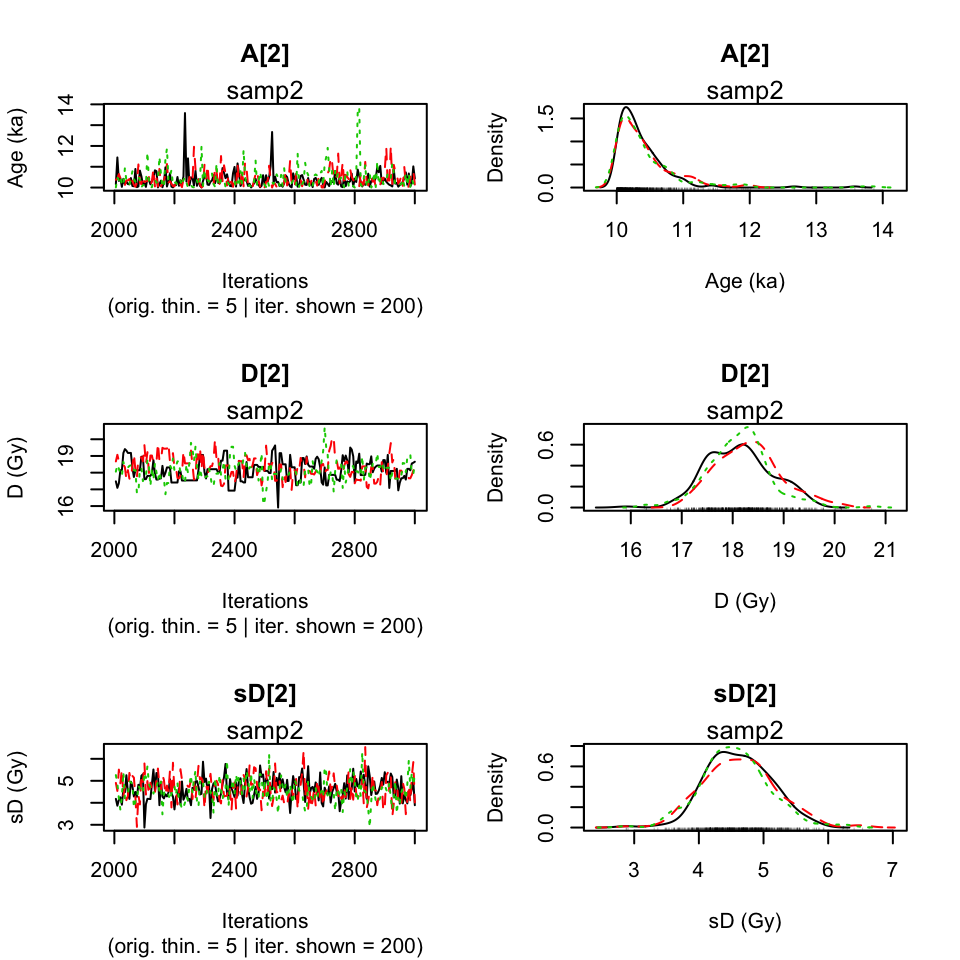 A[2]
samp2
Age (ka)
10 12 14
2000 2400 2800
Iterations
(orig. thin. = 5 | iter. shown = 200)
A[2]
samp2
Density
0.0 1.5
10 11 12 13 14
Age (ka)
D[2]
samp2
D (Gy)
16 19
2000 2400 2800
Iterations
(orig. thin. = 5 | iter. shown = 200)
D[2]
samp2
Density
0.0 0.6
16 17 18 19 20 21
D (Gy)
sD[2]
samp2
sD (Gy)
3 5
2000 2400 2800
Iterations
(orig. thin. = 5 | iter. shown = 200)
sD[2]
samp2
Density
0.0 0.6
3 4 5 6 7
sD (Gy)